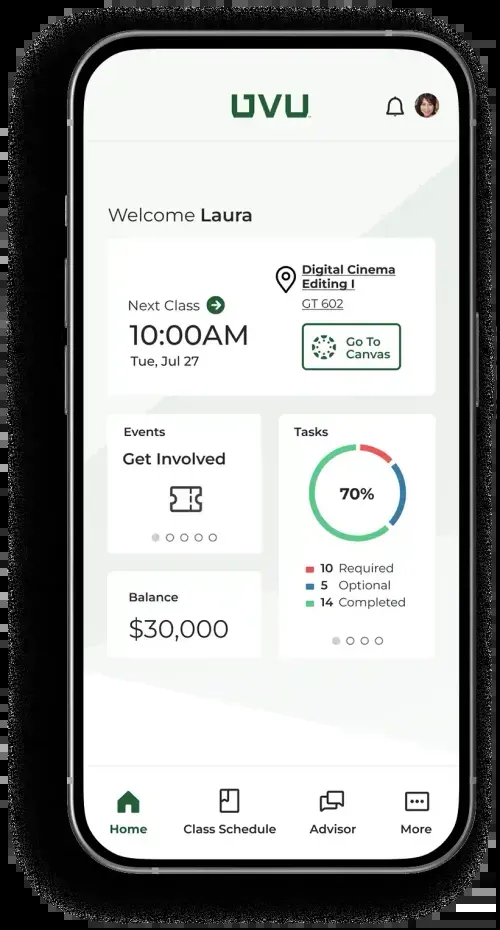 UVU
Welcome Laura
Digital Cinema
Editing I
GT 602
Next Class
10:00AM
Tue, Jul 27
Go To
Canvas
Events
Get Involved
Tasks
70%
10 Required
5 Optional
14 Completed
Balance
$30,000
Home
Class Schedule
Advisor
More